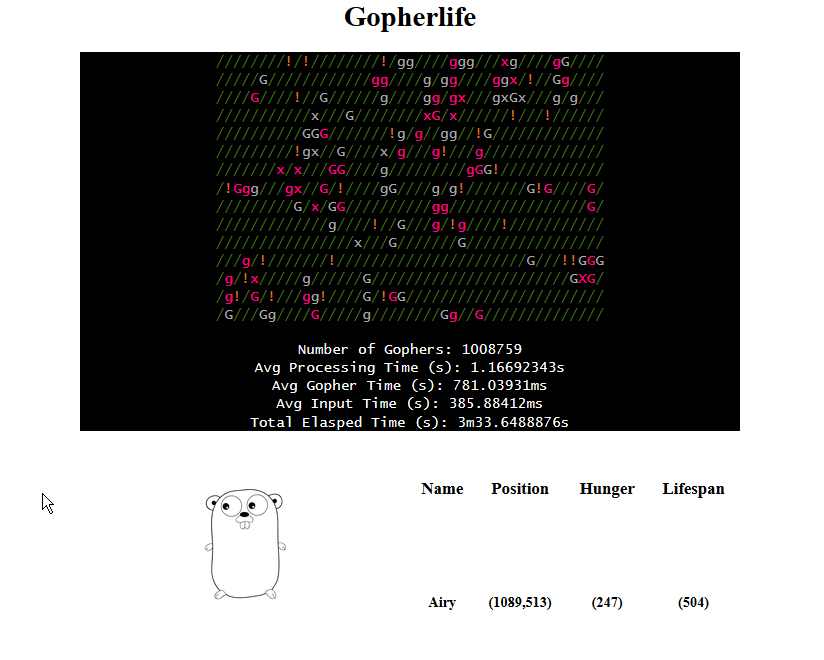 Gopherlife
////////!/!////////!/gg////ggg///xg////gG////
/////G////////////gg////g/gg////ggx/!//Gg////
////G////!//G//////g////gg/gx///gxGx///g/g///
///////////x///G////////xG/x//////!///!//////
//////////GGG///////!g/g//gg//!G/////////////
/////////!gx//G////x/g///g!///g//////////////
///////x/x///GG////g/////////gGG!////////////
/!Ggg///gx//G/!////gG////g/g!///////G!G////G/
/////////G/x/GG//////////gg////////////////G/
/////////////g////!//G///g/!g////!///////////
////////////////x///G///////G////////////////
///g/!///////!//////////////////////G///!!GGG
/g/!x/////g//////G///////////////////////GXG/
/g!/G/!///gg!////G/!GG///////////////////////
/G///Gg////G/////g////////Gg//G//////////////
Number of Gophers: 1008759
Avg Processing Time (s): 1.16692343s
Avg Gopher Time (s): 781.03931ms
Avg Input Time (s): 385.88412ms
Total Elasped Time (s): 3m33.6488876s
Name Position Hunger Lifespan
Airy (1089,513) (247) (504)